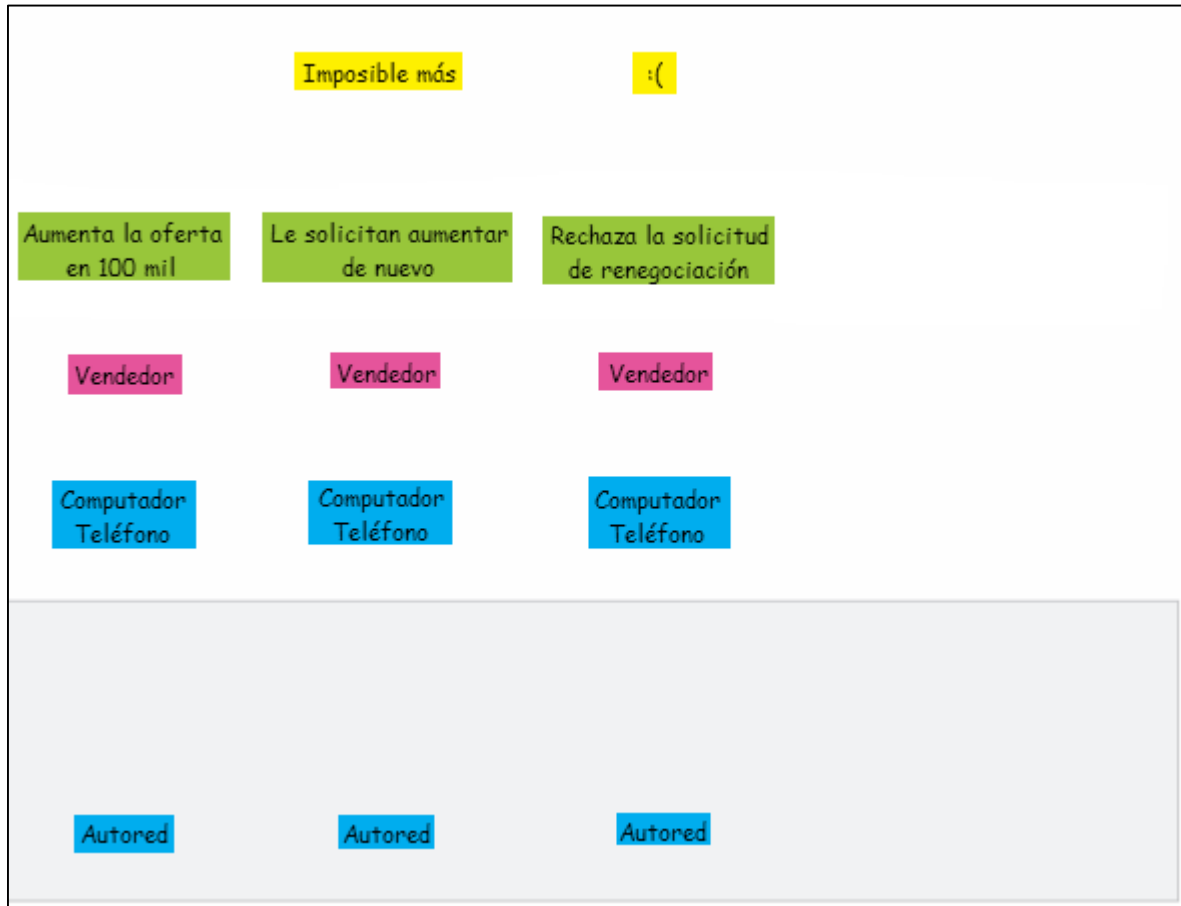 Imposible más
:(
Aumenta la oferta
en 100 mil
Le solicitan aumentar
de nuevo
Rechaza la solicitud
de renegociación
Vendedor
Vendedor
Vendedor
Computador
Teléfono
Computador
Teléfono
Computador
Teléfono
Autored
Autored
Autored